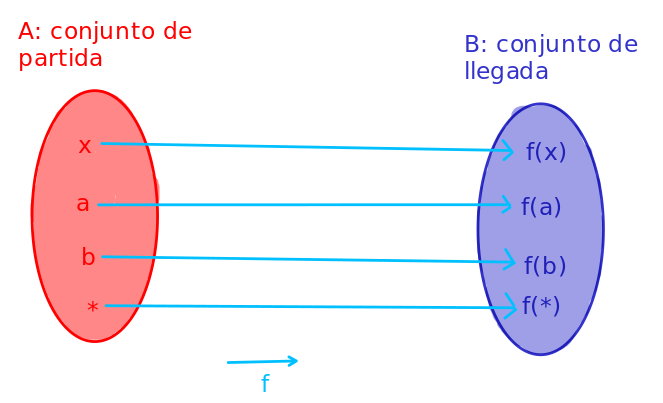 A: conjunto de
partida
B: conjunto de
llegada
x
f(x)
a
f(a)
b
f(b)
*
f(*)
f